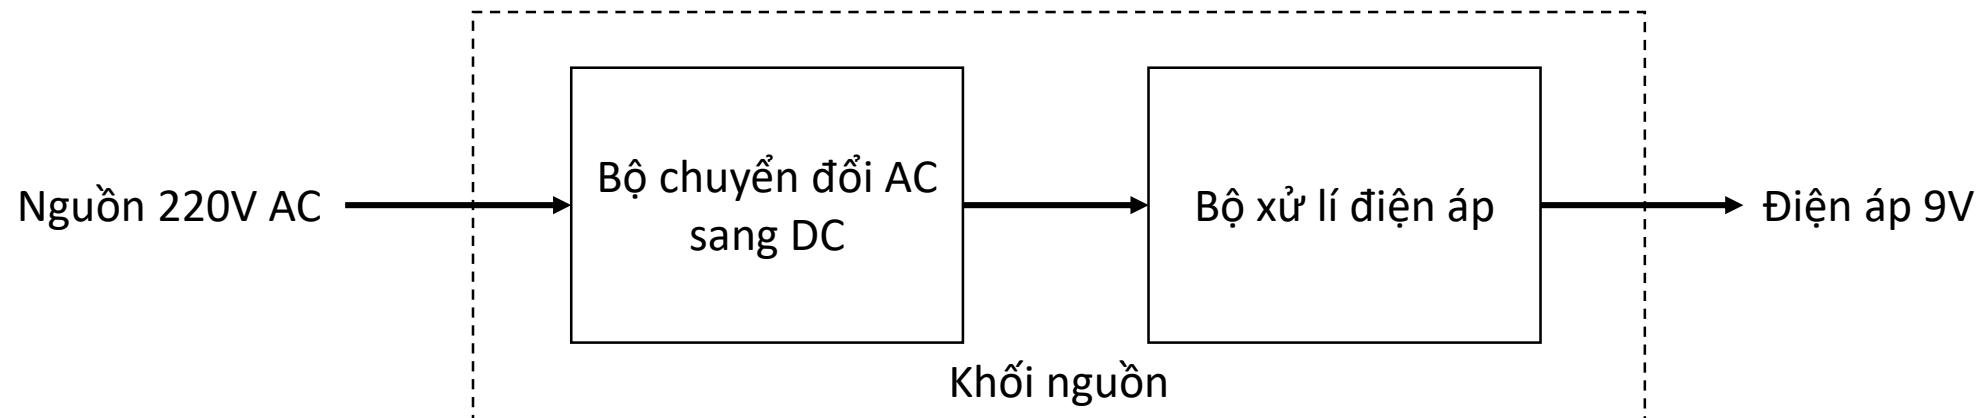 Nguồn 220V AC
Bộ chuyển đổi AC
sang DC
Bộ xử lí điện áp
Điện áp 9V
Khối nguồn